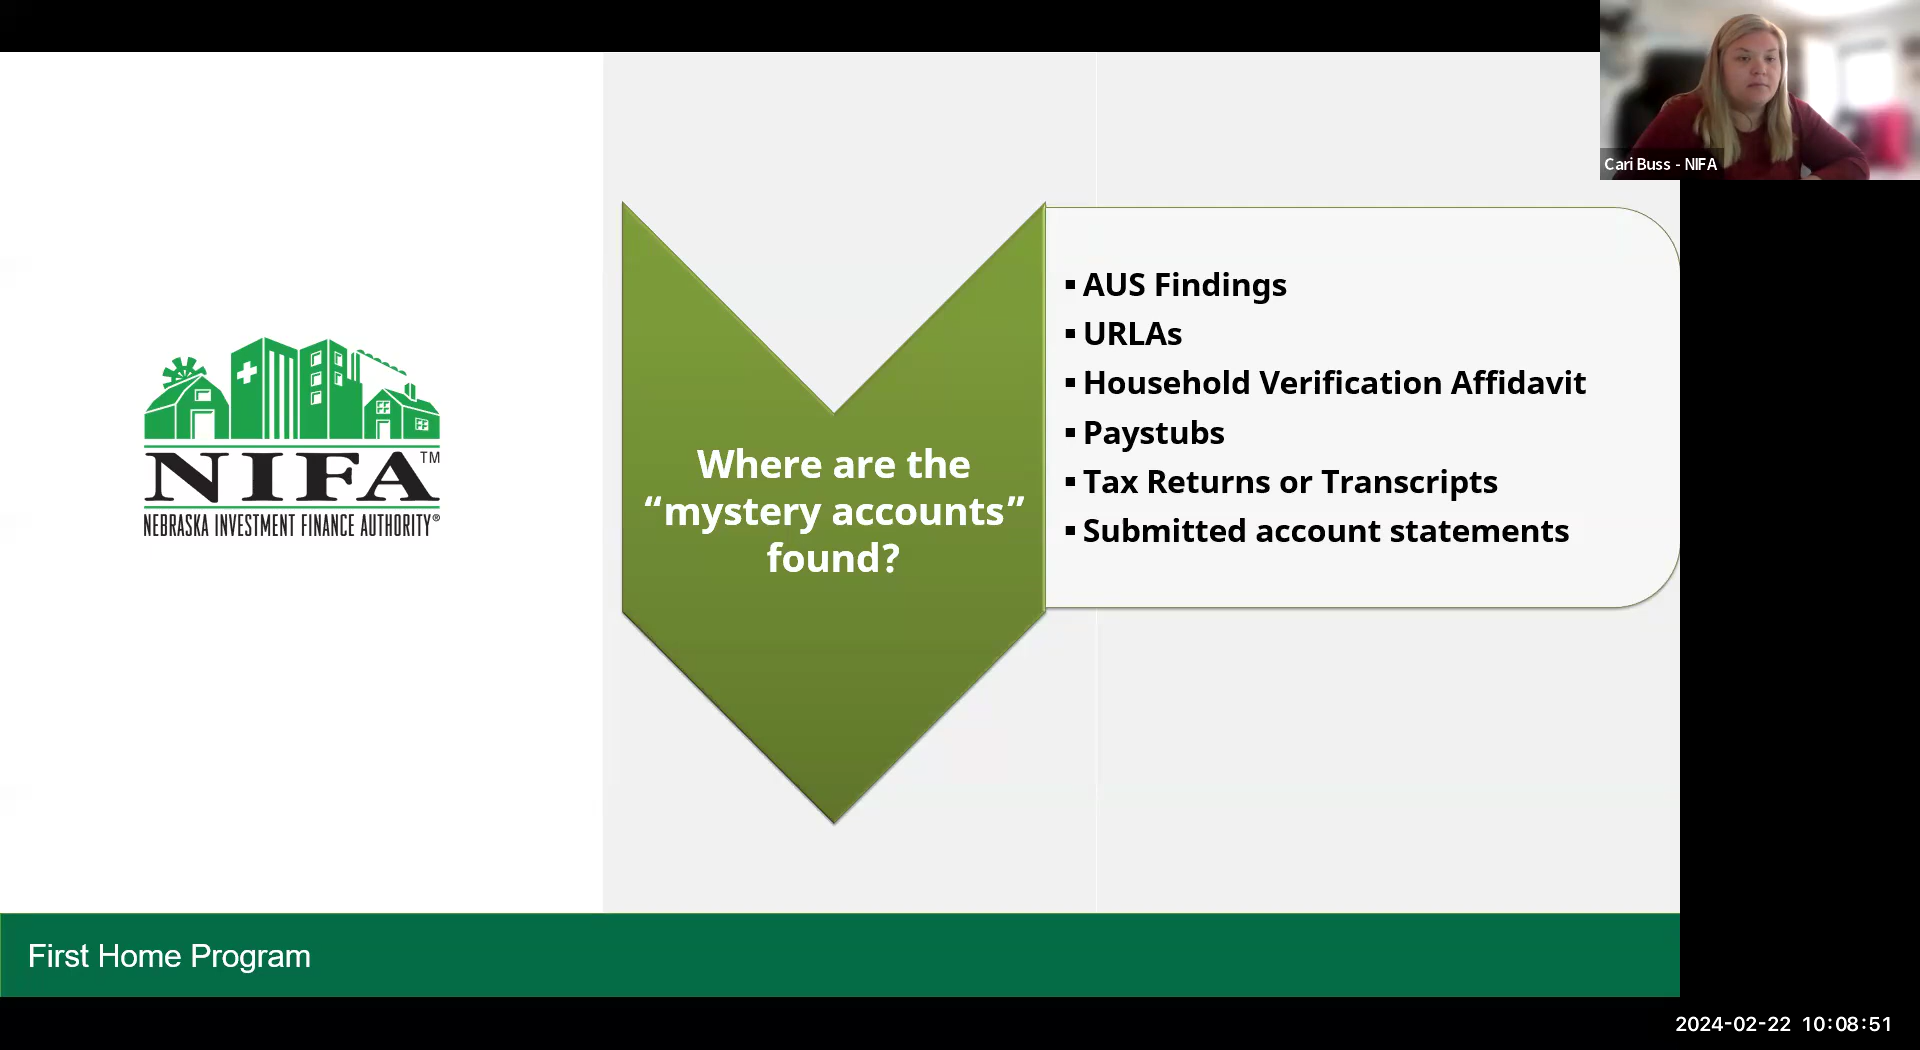 Cari Buss - NIFA
NIFA™
NEBRASKA INVESTMENT FINANCE AUTHORITY®
Where are the
“mystery accounts”
found?
▪ AUS Findings
▪ URLAs
▪ Household Verification Affidavit
▪ Paystubs
▪ Tax Returns or Transcripts
▪ Submitted account statements
First Home Program
2024-02-22 10:08:51